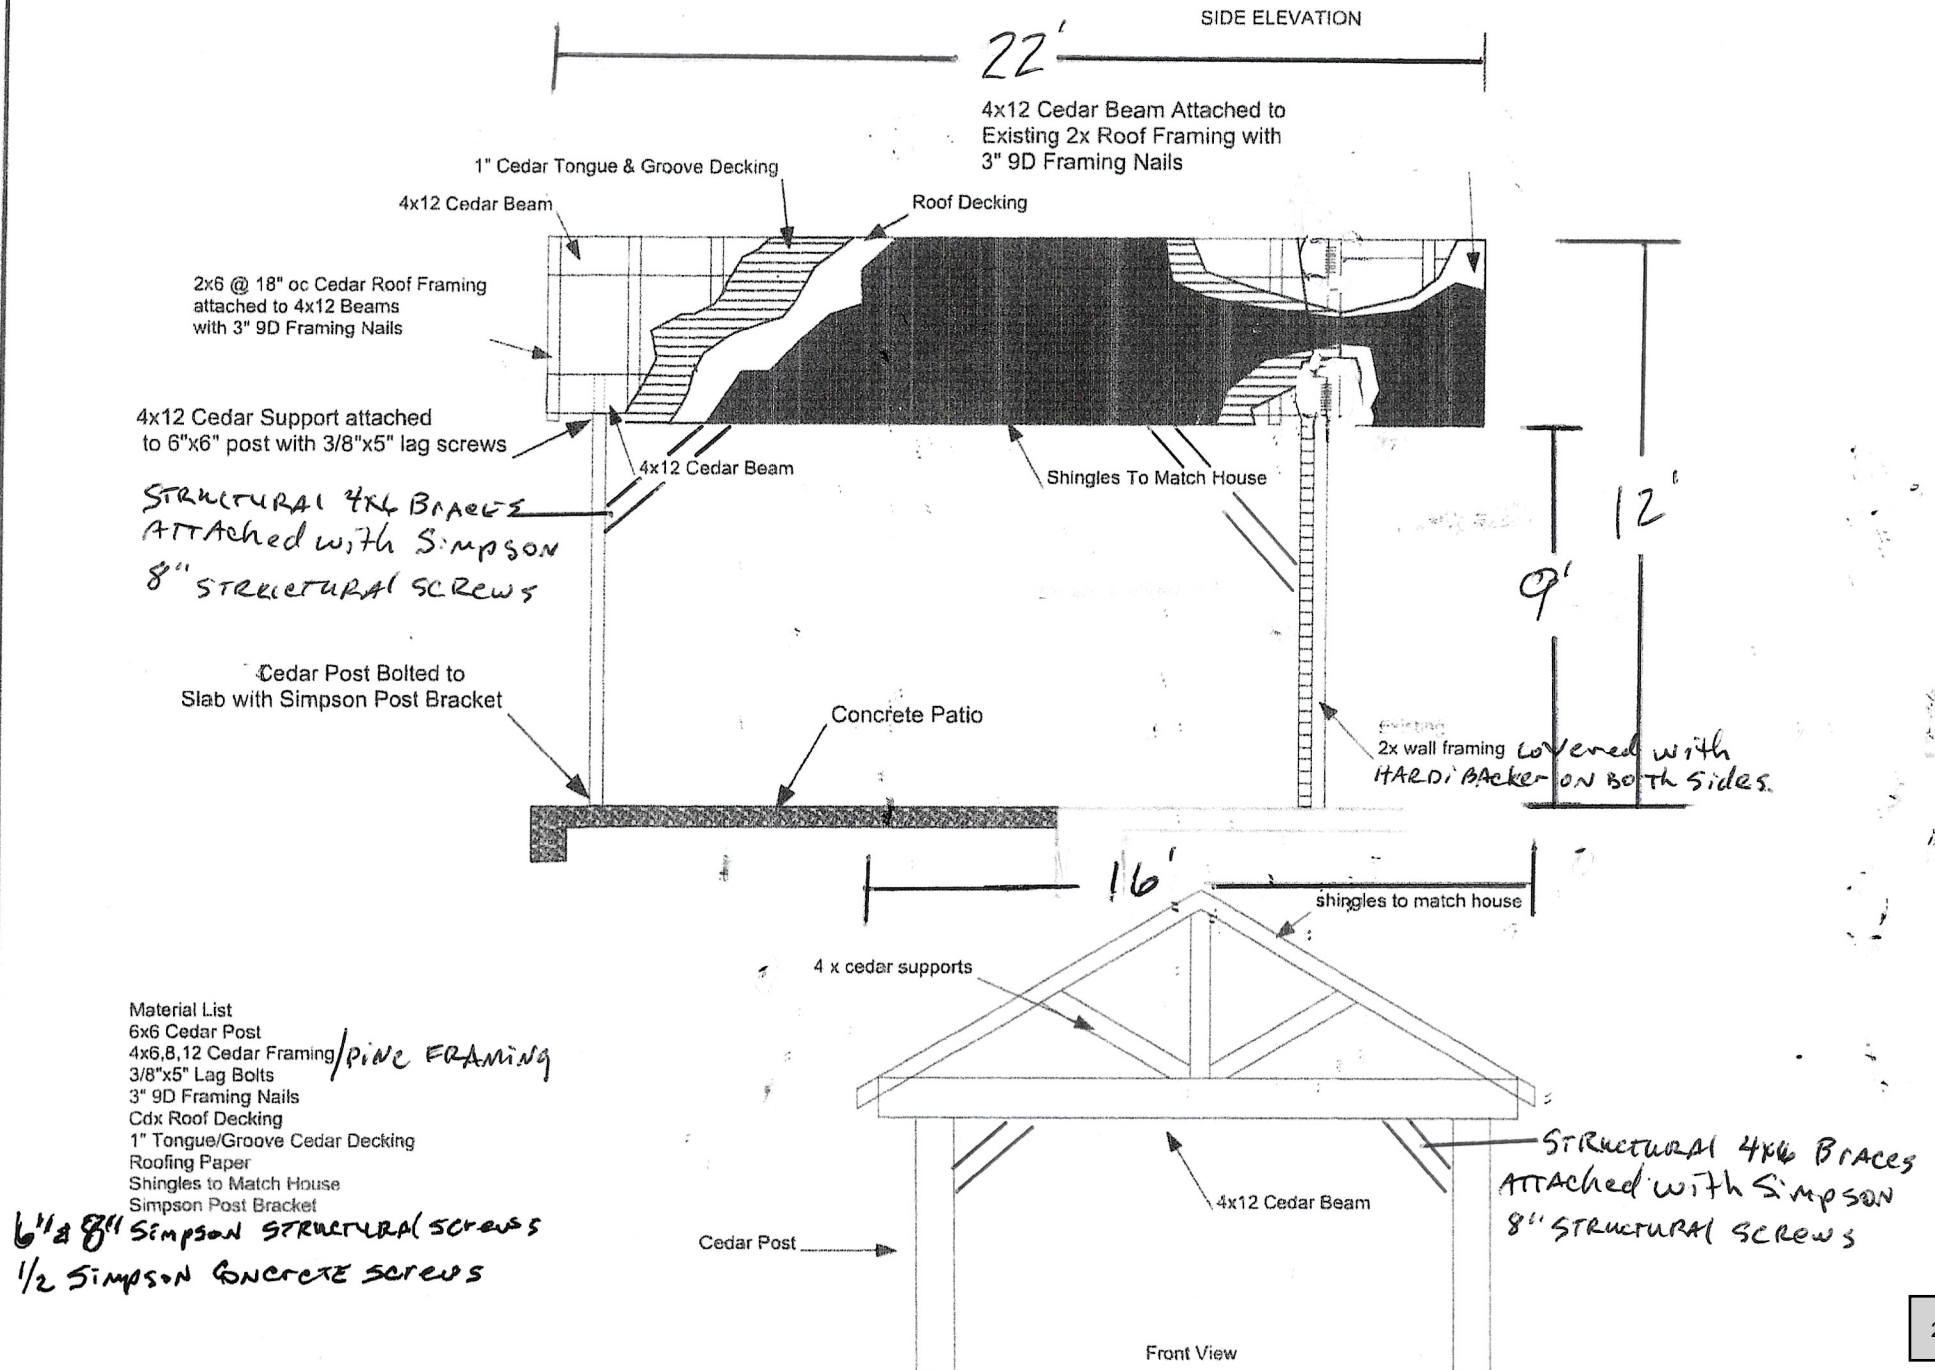 SIDE ELEVATION
22'
4x12 Cedar Beam Attached to
Existing 2x Roof Framing with
3" 9D Framing Nails
1" Cedar Tongue & Groove Decking
4x12 Cedar Beam
Roof Decking
2x6 @ 18" oc Cedar Roof Framing
attached to 4x12 Beams
with 3" 9D Framing Nails
4x12 Cedar Support attached
to 6"x6" post with 3/8"x5" lag screws
4x12 Cedar Beam
Shingles To Match House
STRUCTURAL 4x6 BRACES
ATTAched with Simpson
8" STRUCTURAL SCREWS
12'
9'
Cedar Post Bolted to
Slab with Simpson Post Bracket
Concrete Patio
Existing
2x wall framing covered with
HARDiBAcker ON BOTH Sides.
16'
shingles to match house
4 x cedar supports
Material List
6x6 Cedar Post
4x6,8,12 Cedar Framing/PiNe FRAMiNg
3/8"x5" Lag Bolts
3" 9D Framing Nails
Cdx Roof Decking
1" Tongue/Groove Cedar Decking
Roofing Paper
Shingles to Match House
Simpson Post Bracket
6" & 8" Simpson STRUCTURAL screws
1/2 Simpson CONcreTE screws
STRUCTURAL 4x6 BRACes
ATTAched with Simpson
8" STRUCTURAL SCREWS
4x12 Cedar Beam
Cedar Post
Front View
2